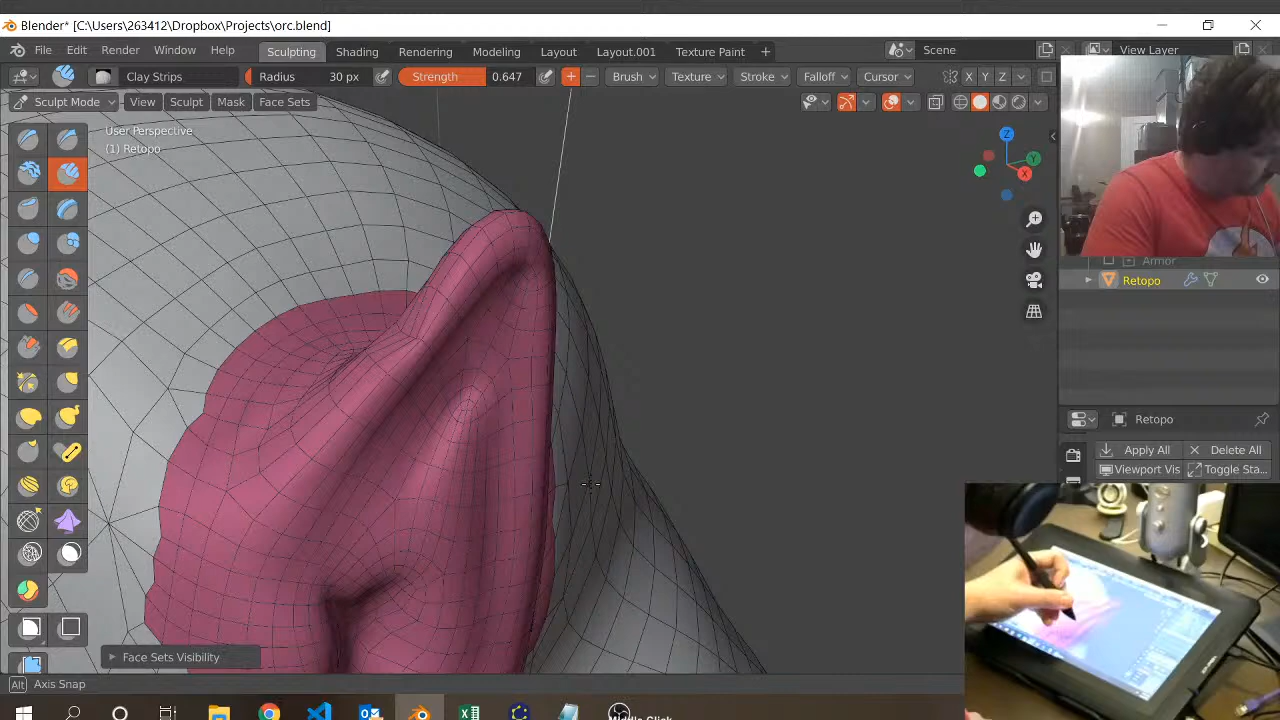 Blender* [C:\Users\263412\Dropbox\Projects\orc.blend]
File Edit Render Window Help Sculpting Shading Rendering Modeling Layout Layout.001 Texture Paint + Scene View Layer
Clay Strips Radius 30 px Strength 0.647 Brush Texture Stroke Falloff Cursor X Y Z
Sculpt Mode View Sculpt Mask Face Sets
User Perspective
(1) Retopo
Z
Y
X
Armor
Retopo
Retopo
Apply All Delete All
Viewport Vis Toggle Sta...
Face Sets Visibility
Alt Axis Snap
Middle Click